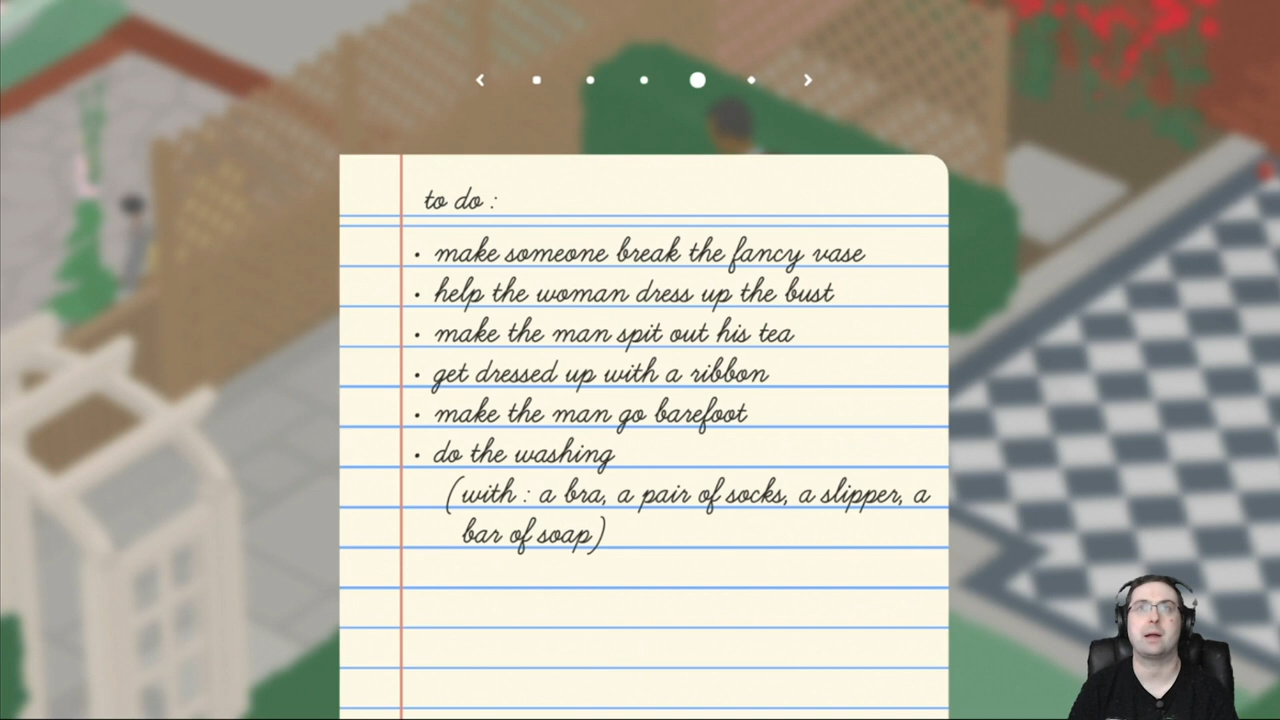 to do :
• make someone break the fancy vase
• help the woman dress up the bust
• make the man spit out his tea
• get dressed up with a ribbon
• make the man go barefoot
• do the washing
(with : a bra, a pair of socks, a slipper, a
bar of soap)